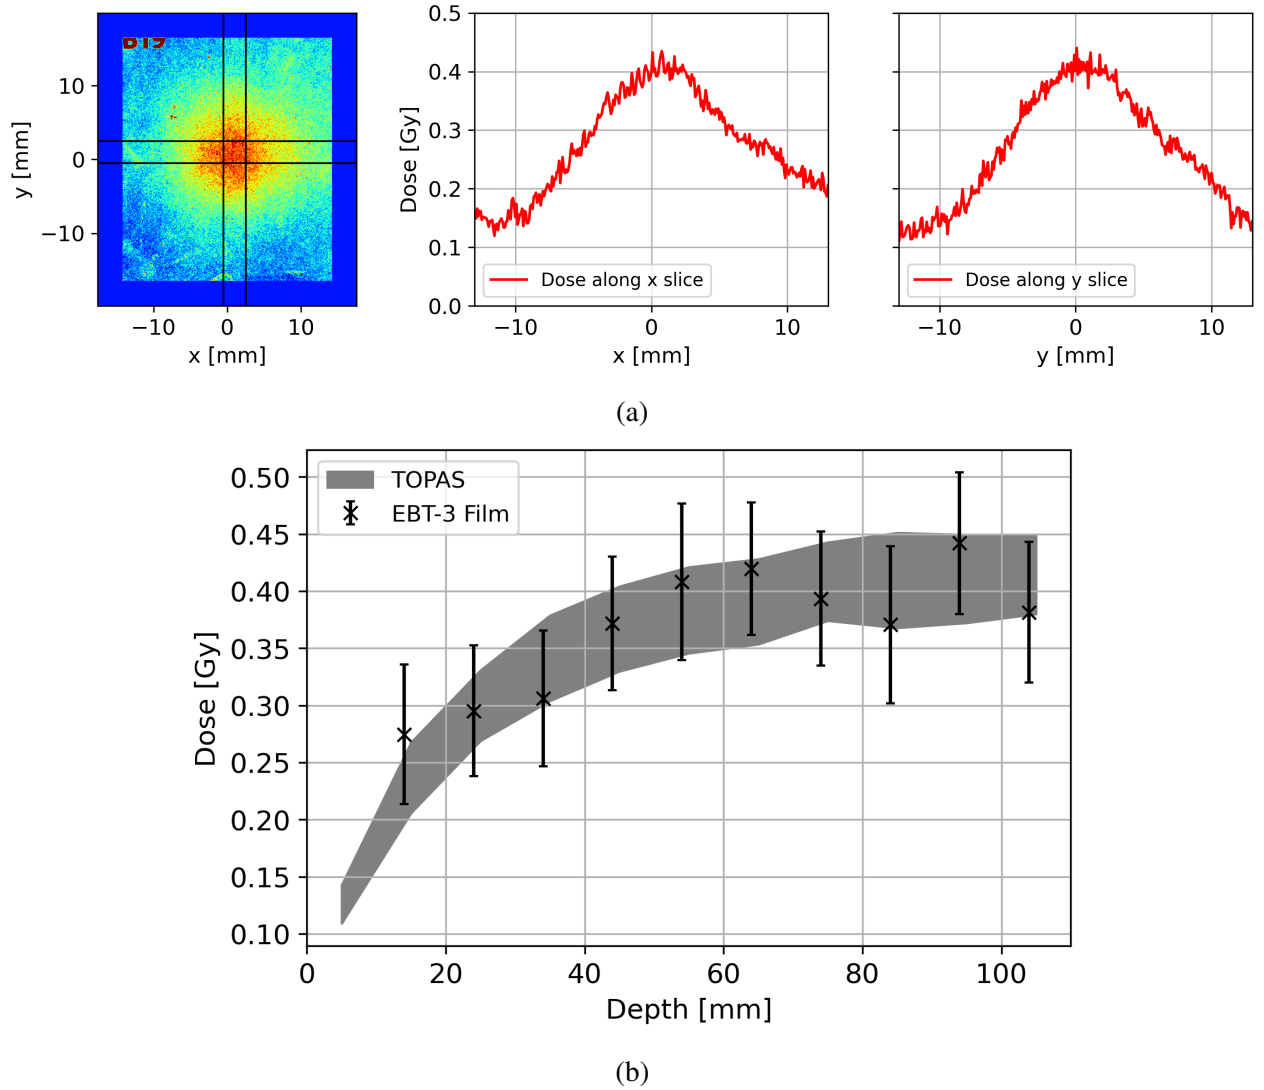 B19
y [mm]
10
0
−10
−10 0 10
x [mm]
Dose [Gy]
0.5
0.4
0.3
0.2
0.1
0.0
Dose along x slice
−10 0 10
x [mm]
Dose along y slice
−10 0 10
y [mm]
(a)
Dose [Gy]
0.50
0.45
0.40
0.35
0.30
0.25
0.20
0.15
0.10
TOPAS
EBT-3 Film
0 20 40 60 80 100
Depth [mm]
(b)